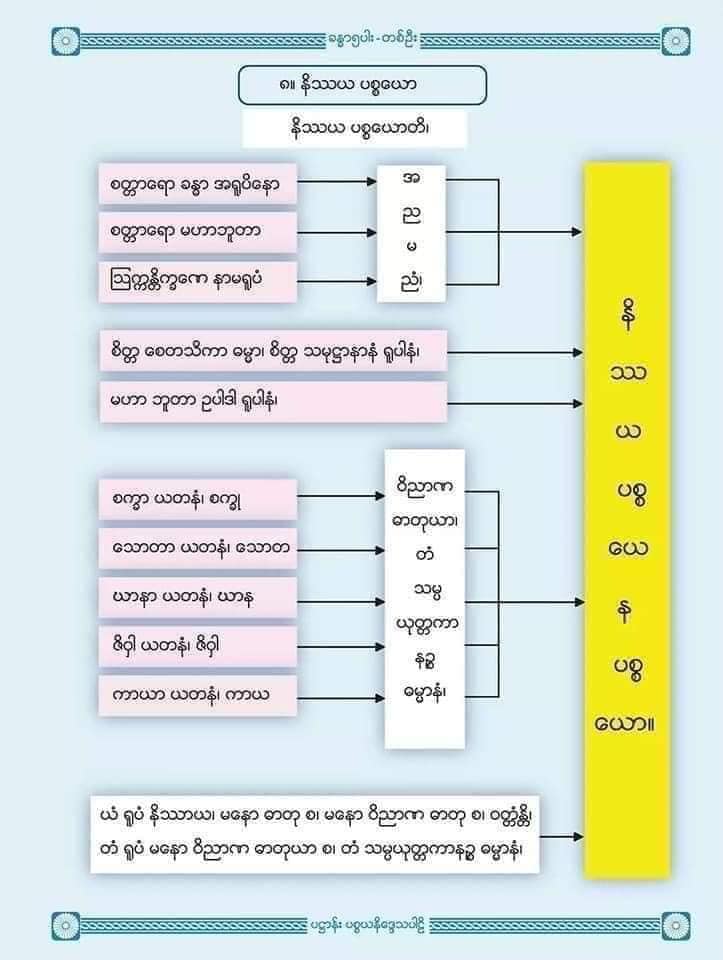 ခန္ဓာ၅ပါး - တစ်ဦး
၈။ နိဿယ ပစ္စယော
နိဿယ ပစ္စယောတိ၊
စတ္တာရော ခန္ဓာ အရူပိနော
စတ္တာရော မဟာဘူတာ
ဩက္ကန္တိက္ခဏေ နာမရူပံ
အ
ည
မ
ညံ၊
စိတ္တ စေတသိကာ ဓမ္မာ၊ စိတ္တ သမုဋ္ဌာနာနံ ရူပါနံ၊
မဟာ ဘူတာ ဥပါဒါ ရူပါနံ၊
စက္ခာ ယတနံ၊ စက္ခု
သောတာ ယတနံ၊ သောတ
ဃာနာ ယတနံ၊ ဃာန
ဇိဝှါ ယတနံ၊ ဇိဝှါ
ကာယာ ယတနံ၊ ကာယ
ဝိညာဏ
ဓာတုယာ၊
တံ
သမ္ပ
ယုတ္တကာ
နဉ္စ
ဓမ္မာနံ၊
ယံ ရူပံ နိဿာယ၊ မနော ဓာတု စ၊ မနော ဝိညာဏ ဓာတု စ၊ ဝတ္တံန္တိ၊
တံ ရူပံ မနော ဝိညာဏ ဓာတုယာ စ၊ တံ သမ္ပယုတ္တကာနဉ္စ ဓမ္မာနံ၊
နိ
ဿ
ယ
ပစ္စ
ယေ
န
ပစ္စ
ယော။
ပဋ္ဌာန်း ပစ္စယနိဒ္ဒေသပါဠိ